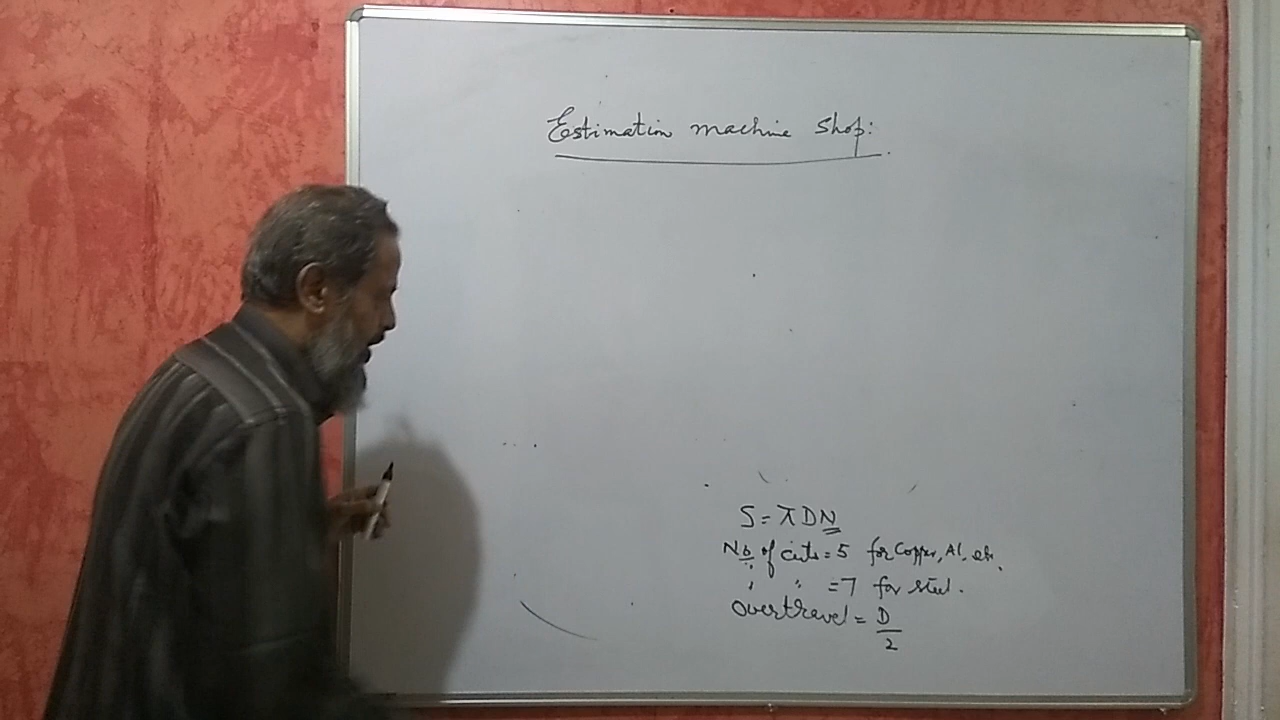 Estimation machine shop:
S = πDN
No of cuts = 5 for Copper, Al, etc.
" " = 7 for steel.
Overtravel = D/2